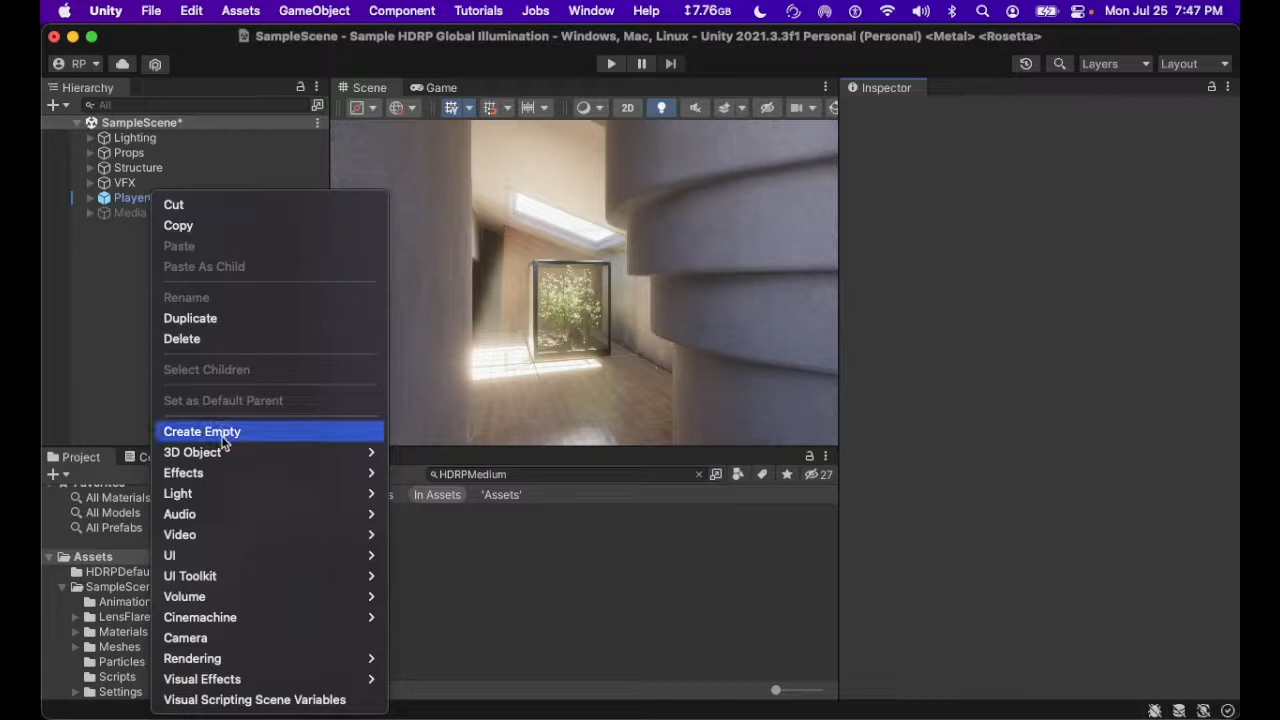 Unity File Edit Assets GameObject Component Tutorials Jobs Window Help 7.76GB Mon Jul 25 7:47 PM
SampleScene - Sample HDRP Global Illumination - Windows, Mac, Linux - Unity 2021.3.3f1 Personal (Personal) <Metal> <Rosetta>
RP Layers Layout
Hierarchy Scene Game Inspector
All 2D
SampleScene*
Lighting
Props
Structure
VFX
Media
Cut
Copy
Paste
Paste As Child
Rename
Duplicate
Delete
Select Children
Set as Default Parent
Create Empty
3D Object
Effects
Light
Audio
Video
UI
UI Toolkit
Volume
Cinemachine
Camera
Rendering
Visual Effects
Visual Scripting Scene Variables
Project
HDRPMedium 27
In Assets 'Assets'
All Materials
All Models
All Prefabs
Assets
HDRPDefau
SampleScen
Animation
LensFlare
Materials
Meshes
Particles
Scripts
Settings